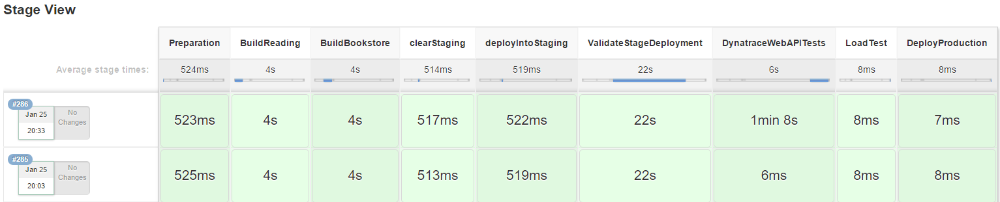 Stage View
Preparation BuildReading BuildBookstore clearStaging deployIntoStaging ValidateStageDeployment DynatraceWebAPITests LoadTest DeployProduction
Average stage times: 524ms 4s 4s 514ms 519ms 22s 6s 8ms 8ms
#286
Jan 25 No Changes
20:33
523ms 4s 4s 517ms 522ms 22s 1min 8s 8ms 7ms
#285
Jan 25 No Changes
20:03
525ms 4s 4s 513ms 519ms 22s 6ms 8ms 8ms